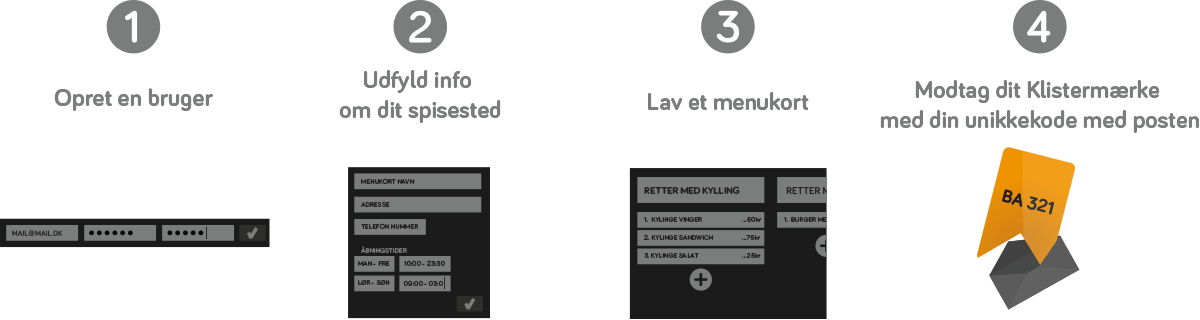 1
Opret en bruger
MAIL@MAIL.DK
2
Udfyld info
om dit spisested
MENUKORT NAVN
ADRESSE
TELEFON NUMMER
ÅBNINGSTIDER
MAN - FRE 10:00 - 23:30
LØR - SØN 09:00 - 03:0
3
Lav et menukort
RETTER MED KYLLING
1. KYLINGE VINGER ...50kr
2. KYLINGE SANDWICH ...75kr
3. KYLINGE SALAT ...25kr
RETTER M
1. BURGER ME
4
Modtag dit Klistermærke
med din unikkekode med posten
BA 321